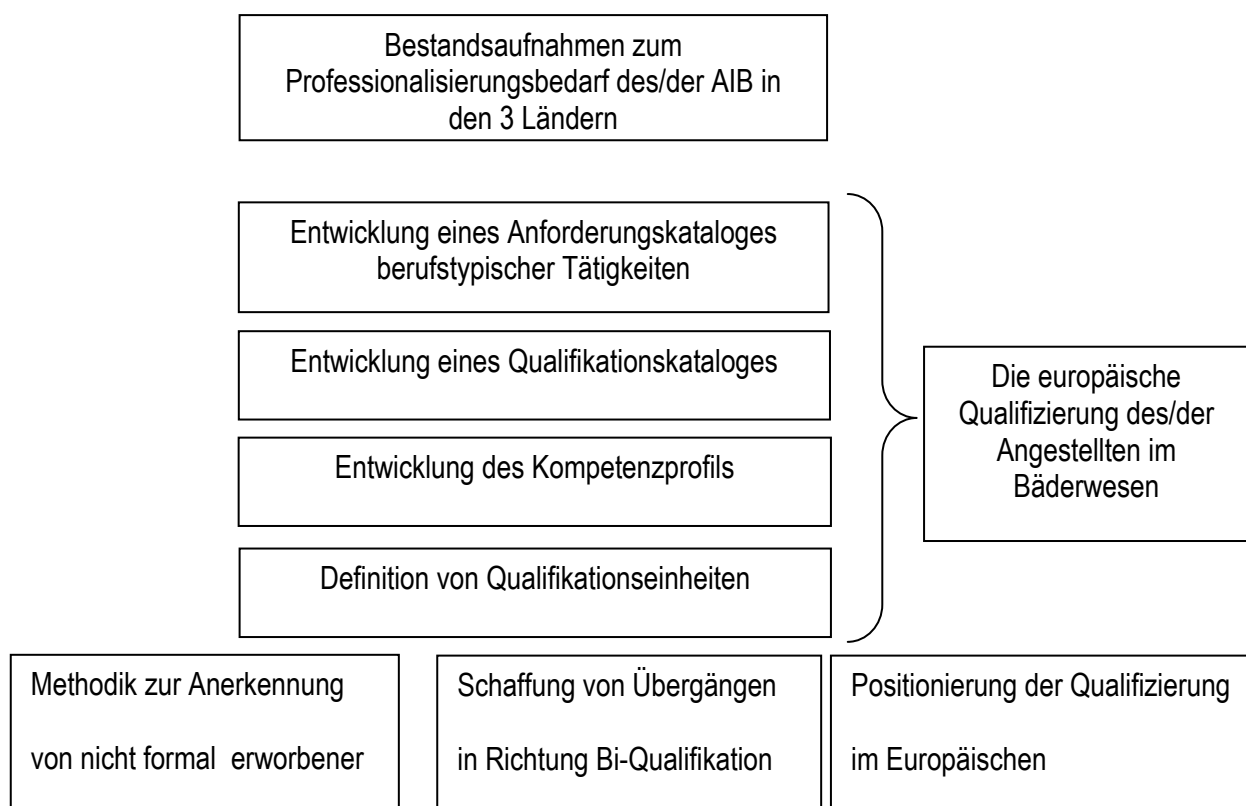 Bestandsaufnahmen zum
Professionalisierungsbedarf des/der AIB in
den 3 Ländern
Entwicklung eines Anforderungskataloges
berufstypischer Tätigkeiten
Entwicklung eines Qualifikationskataloges
Entwicklung des Kompetenzprofils
Definition von Qualifikationseinheiten
Die europäische
Qualifizierung des/der
Angestellten im
Bäderwesen
Methodik zur Anerkennung
von nicht formal erworbener
Schaffung von Übergängen
in Richtung Bi-Qualifikation
Positionierung der Qualifizierung
im Europäischen